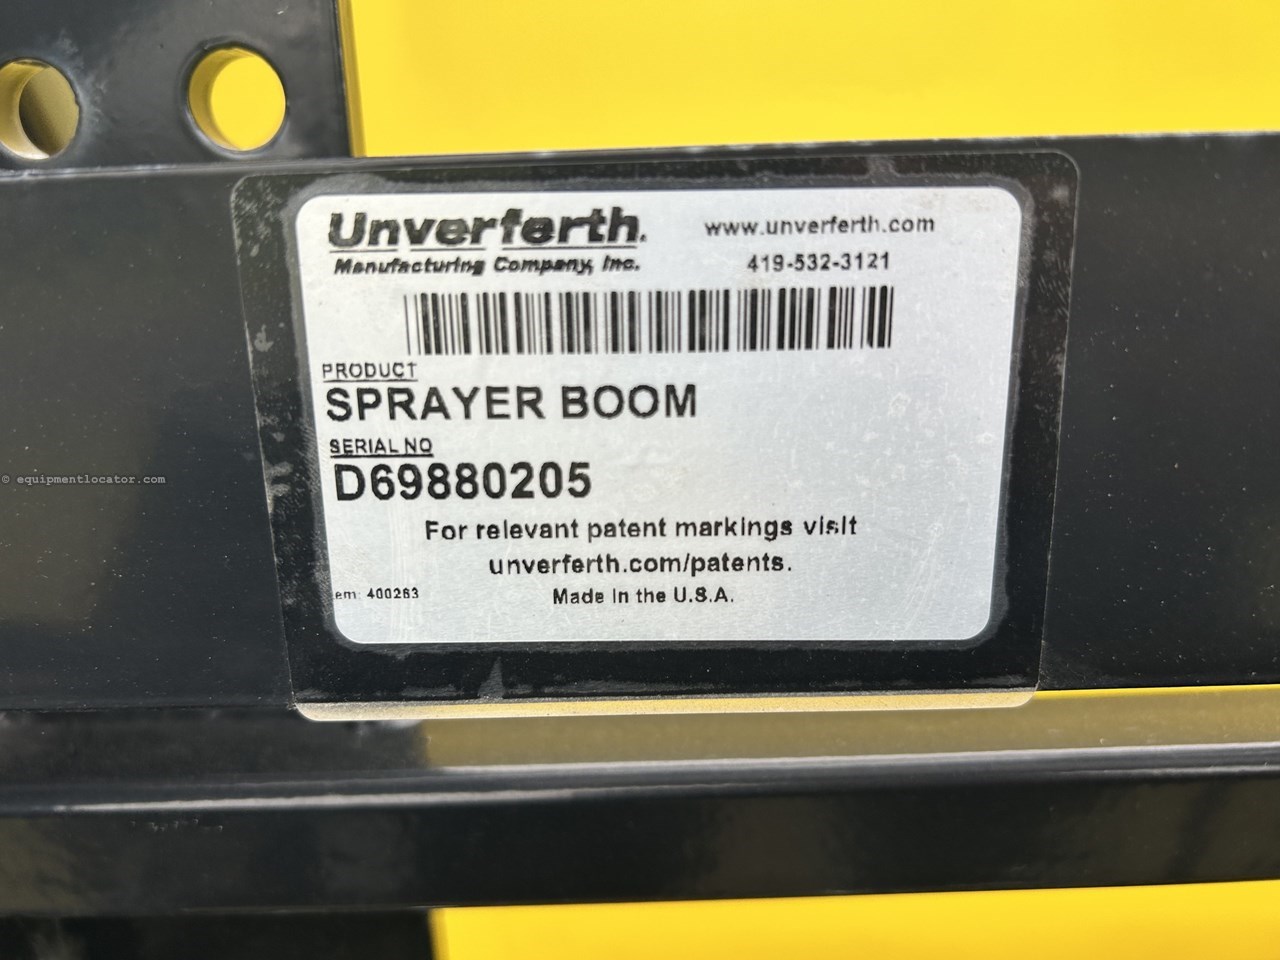 Unverferth.
www.unverferth.com
Manufacturing Company, Inc.
419-532-3121
PRODUCT
SPRAYER BOOM
SERIAL NO
D69880205
For relevant patent markings visit
unverferth.com/patents.
em: 400263
Made in the U.S.A.
© equipmentlocator.com